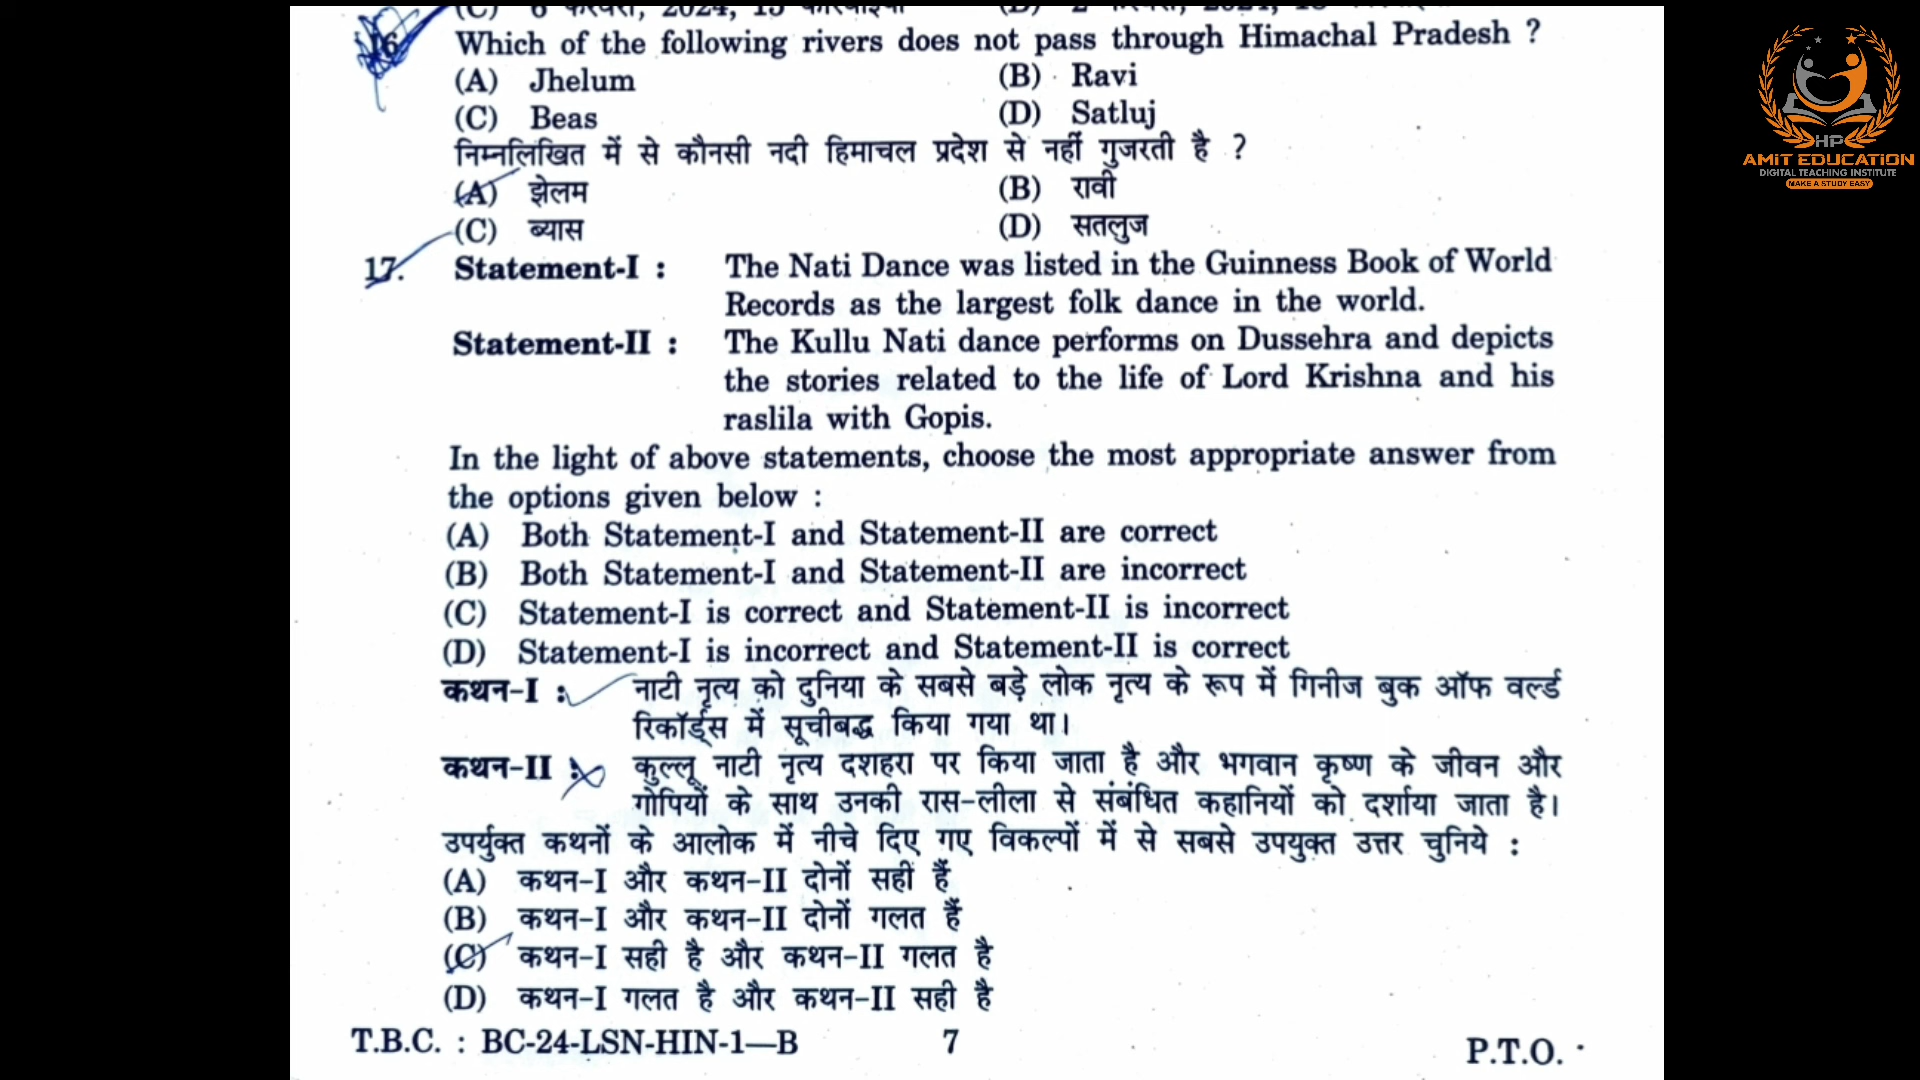 (C) 6 फरवरी, 2024, 15 कार्यवाहियाँ
16. Which of the following rivers does not pass through Himachal Pradesh ?
(A) Jhelum (B) Ravi
(C) Beas (D) Satluj
निम्नलिखित में से कौनसी नदी हिमाचल प्रदेश से नहीं गुजरती है ?
(A) झेलम (B) रावी
(C) ब्यास (D) सतलुज
17. Statement-I : The Nati Dance was listed in the Guinness Book of World
Records as the largest folk dance in the world.
Statement-II : The Kullu Nati dance performs on Dussehra and depicts
the stories related to the life of Lord Krishna and his
raslila with Gopis.
In the light of above statements, choose the most appropriate answer from
the options given below :
(A) Both Statement-I and Statement-II are correct
(B) Both Statement-I and Statement-II are incorrect
(C) Statement-I is correct and Statement-II is incorrect
(D) Statement-I is incorrect and Statement-II is correct
कथन-I : नाटी नृत्य को दुनिया के सबसे बड़े लोक नृत्य के रूप में गिनीज बुक ऑफ वर्ल्ड
रिकॉर्ड्स में सूचीबद्ध किया गया था।
कथन-II : कुल्लू नाटी नृत्य दशहरा पर किया जाता है और भगवान कृष्ण के जीवन और
गोपियों के साथ उनकी रास-लीला से संबंधित कहानियों को दर्शाया जाता है।
उपर्युक्त कथनों के आलोक में नीचे दिए गए विकल्पों में से सबसे उपयुक्त उत्तर चुनिये :
(A) कथन-I और कथन-II दोनों सही हैं
(B) कथन-I और कथन-II दोनों गलत हैं
(C) कथन-I सही है और कथन-II गलत है
(D) कथन-I गलत है और कथन-II सही है
T.B.C. : BC-24-LSN-HIN-1—B 7 P.T.O.
HP
AMIT EDUCATION
DIGITAL TEACHING INSTITUTE
MAKE A STUDY EASY